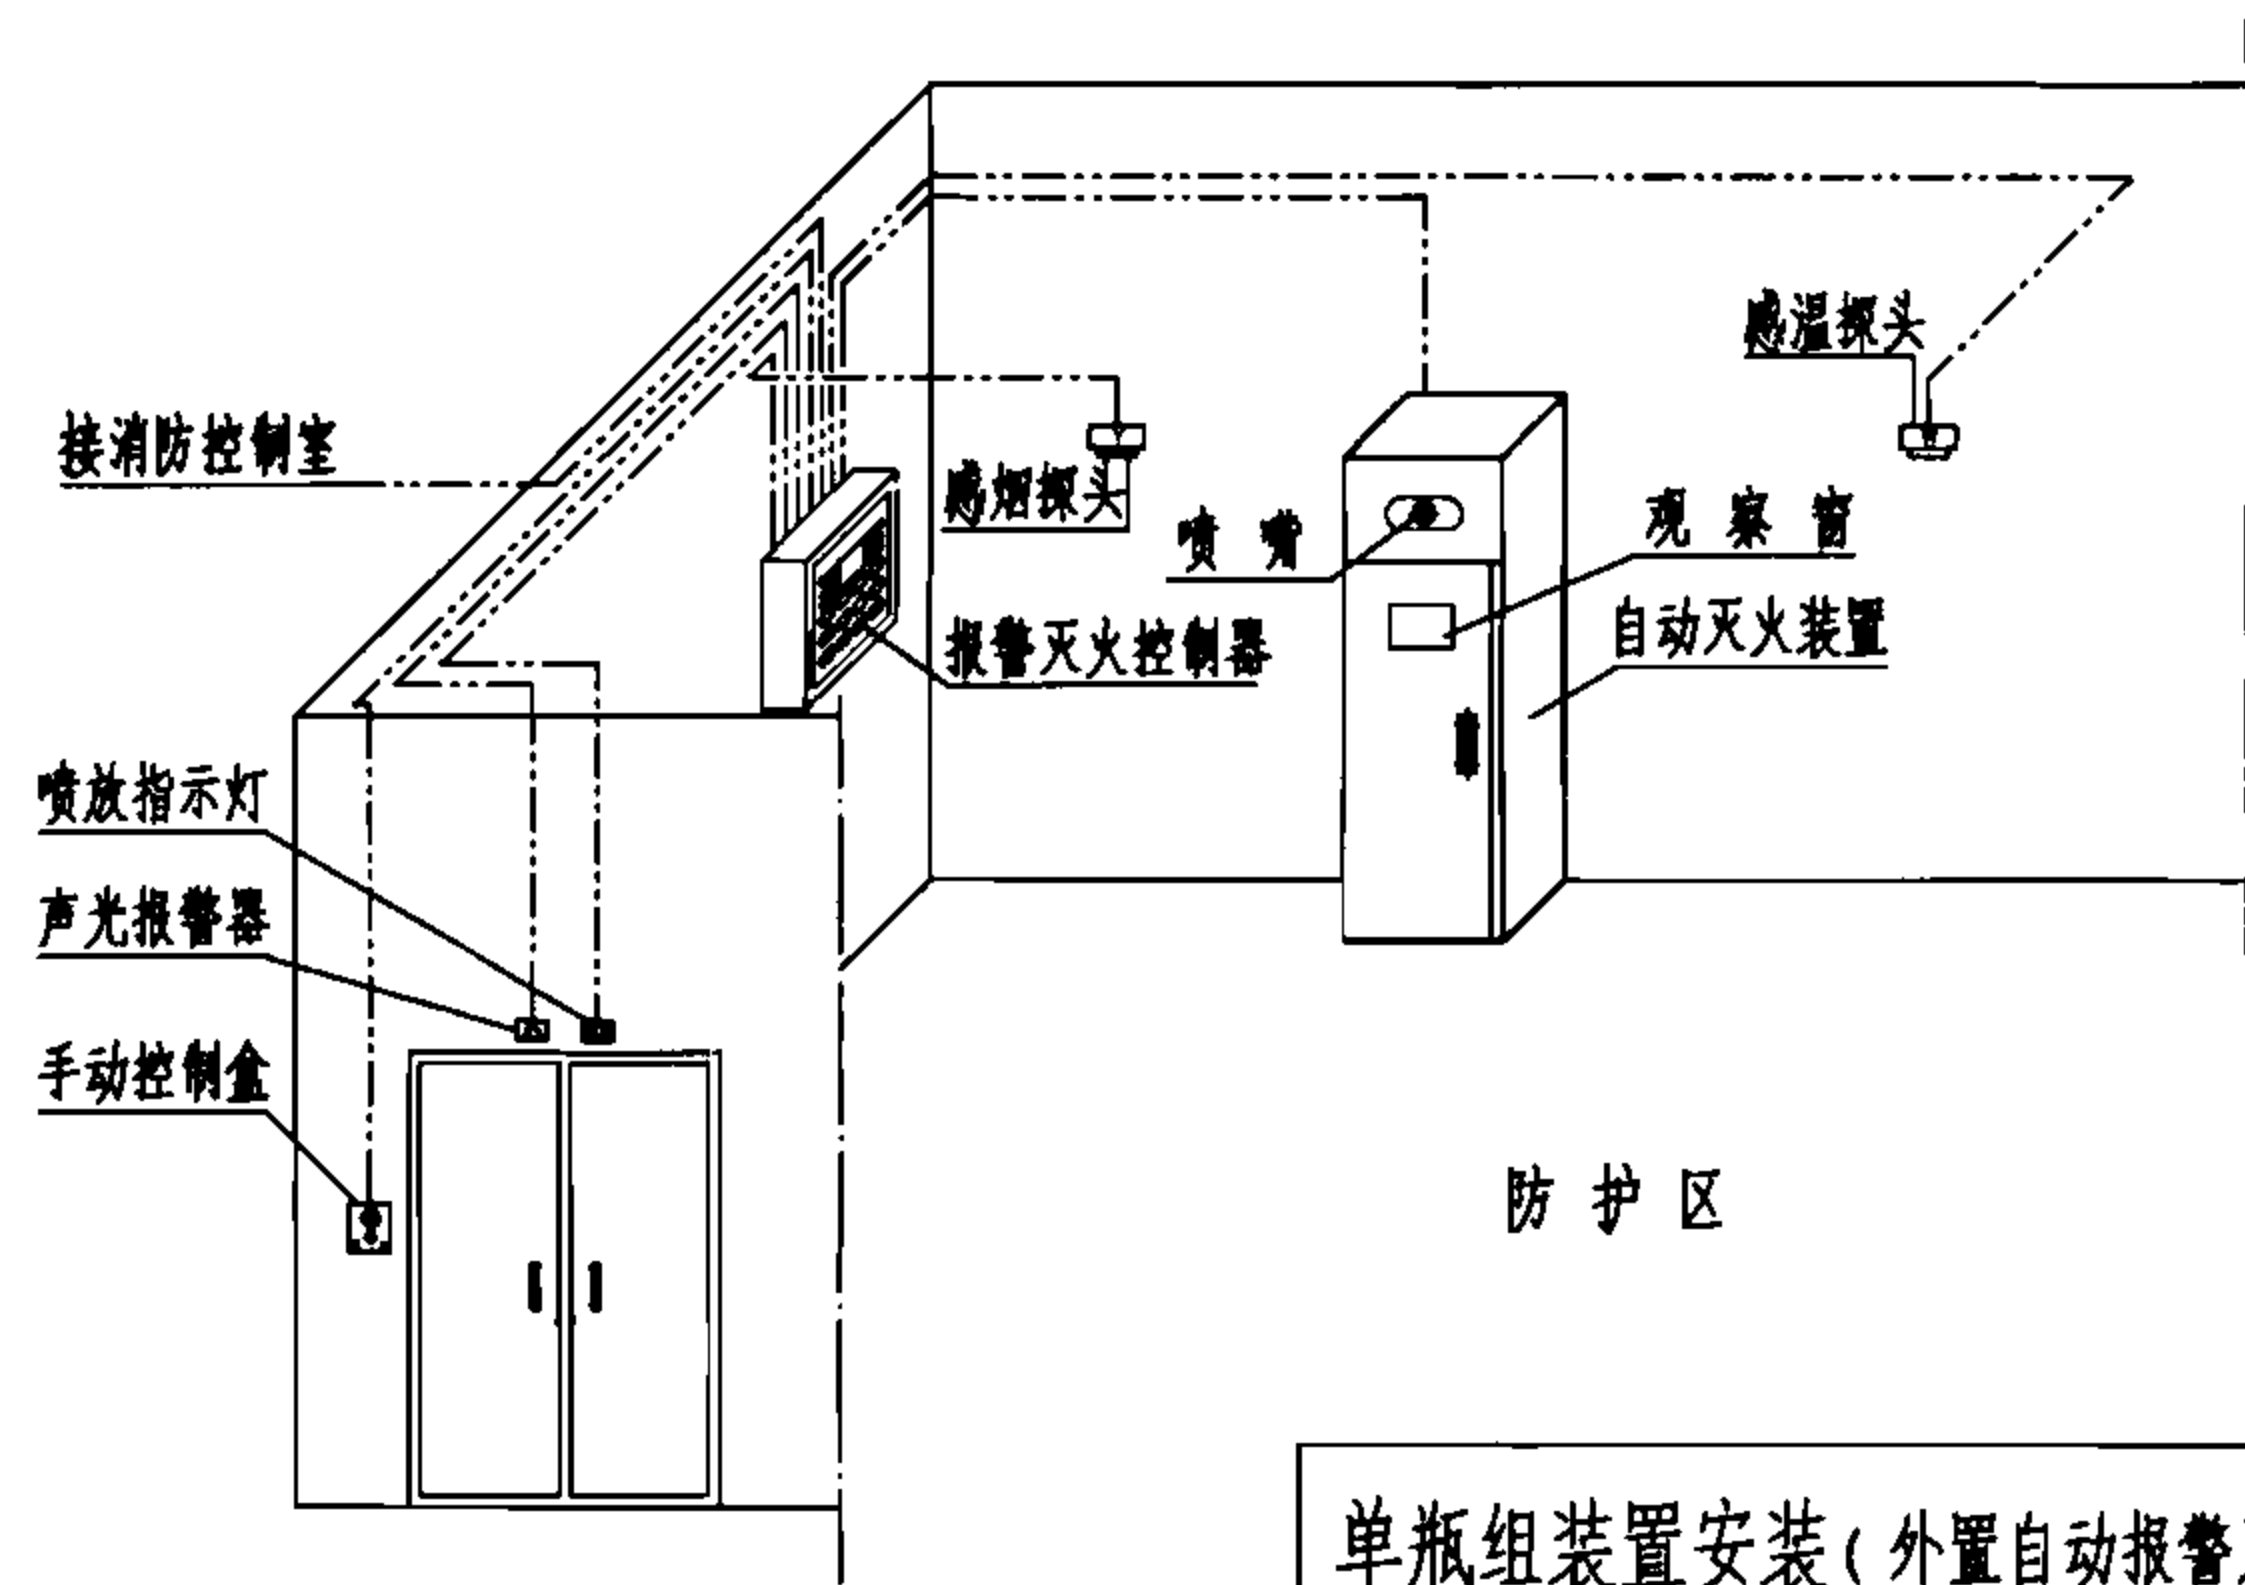 感温探头
接消防控制室
感烟探头
喷嘴
观察窗
自动灭火装置
报警灭火控制器
喷放指示灯
声光报警器
手动控制盒
防护区
单瓶组装置安装(外置自动报警